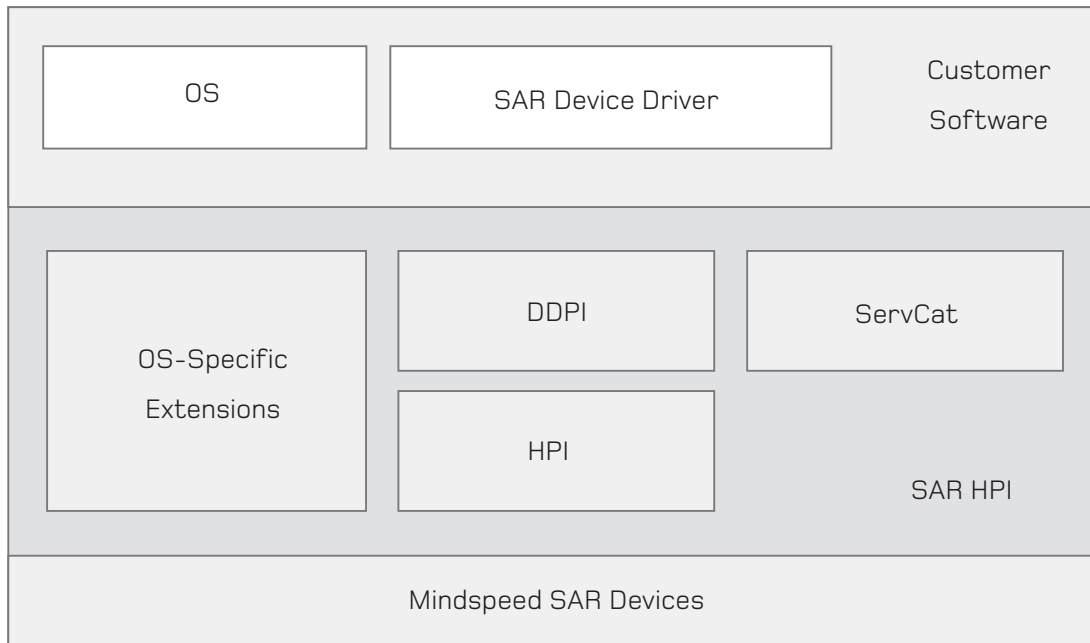 OS
SAR Device Driver
Customer
Software
OS-Specific
Extensions
DDPI
ServCat
HPI
SAR HPI
Mindspeed SAR Devices